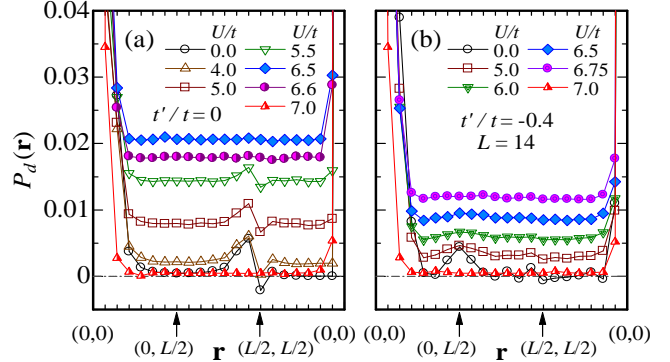 0.04
0.03
0.02
0.01
0
P_d(r)
(a)
U/t U/t
0.0 5.5
4.0 6.5
5.0 6.6
7.0
t'/t = 0
(b)
U/t U/t
0.0 6.5
5.0 6.75
6.0 7.0
t'/t = -0.4
L = 14
(0,0) (0,0) (0,0) (0,0)
(0, L/2) r (L/2, L/2) (0, L/2) r (L/2, L/2)